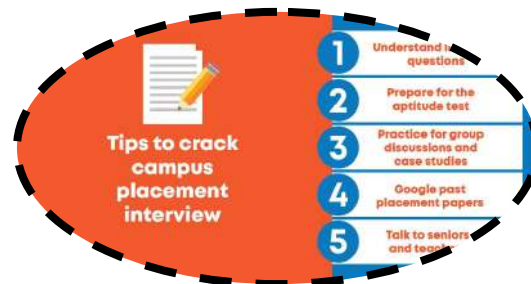 Tips to crack
campus
placement
interview
1
Understand
questions
2
Prepare for the
aptitude test
3
Practice for group
discussions and
case studies
4
Google past
placement papers
5
Talk to seniors
and